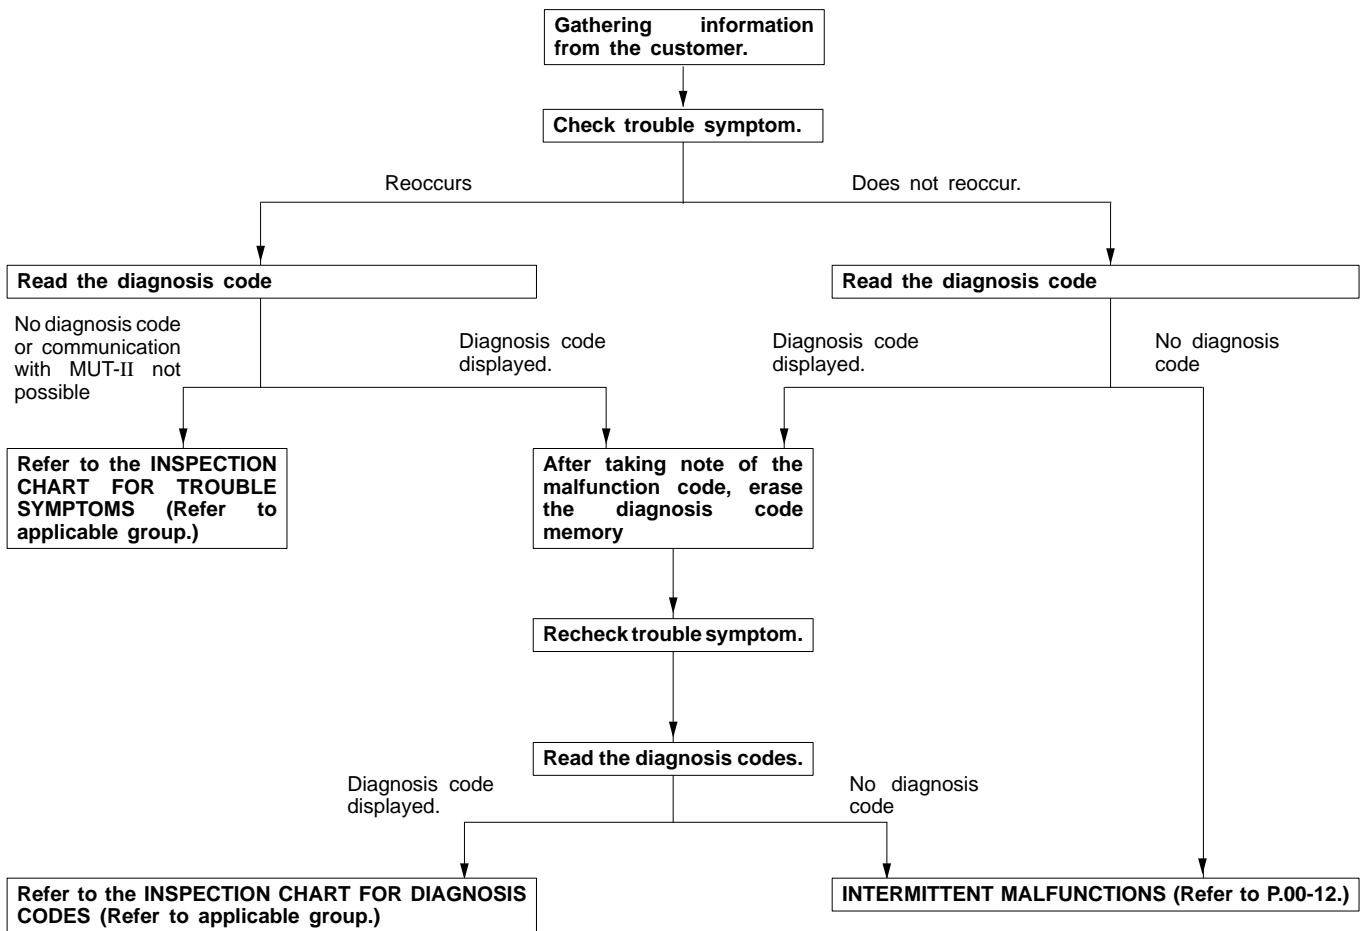 Gathering information
from the customer.
Check trouble symptom.
Reoccurs
Does not reoccur.
Read the diagnosis code
Read the diagnosis code
No diagnosis code
or communication
with MUT-II not
possible
Diagnosis code
displayed.
Diagnosis code
displayed.
No diagnosis
code
Refer to the INSPECTION
CHART FOR TROUBLE
SYMPTOMS (Refer to
applicable group.)
After taking note of the
malfunction code, erase
the diagnosis code
memory
Recheck trouble symptom.
Read the diagnosis codes.
Diagnosis code
displayed.
No diagnosis
code
Refer to the INSPECTION CHART FOR DIAGNOSIS
CODES (Refer to applicable group.)
INTERMITTENT MALFUNCTIONS (Refer to P.00-12.)